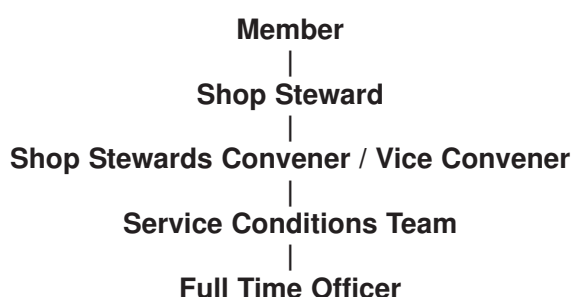 Member
Shop Steward
Shop Stewards Convener / Vice Convener
Service Conditions Team
Full Time Officer